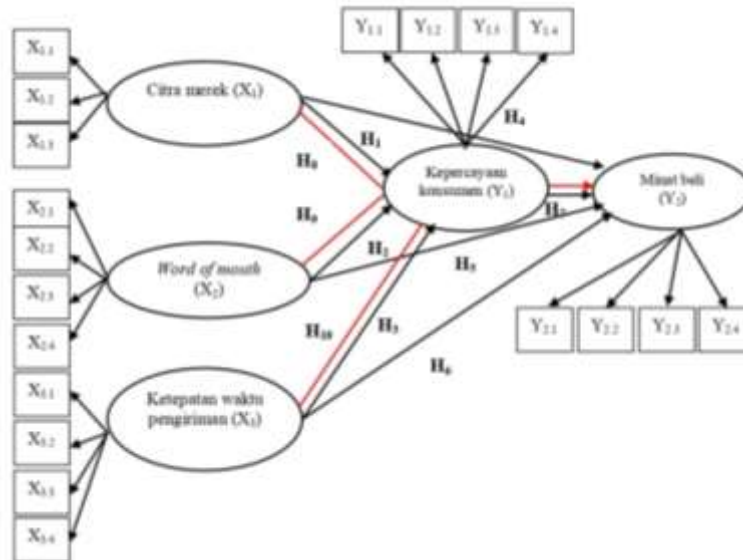 Y₁.₁ Y₁.₂ Y₁.₃ Y₁.₄
X₁.₁
X₁.₂
X₁.₃
Citra merek (X₁)
H₁
H₄
H₈
Kepercayaan
konsumen (Y₁)
Minat beli
(Y₂)
H₇
H₉
X₂.₁
X₂.₂
X₂.₃
X₂.₄
Word of mouth
(X₂)
H₂
H₅
Y₂.₁ Y₂.₂ Y₂.₃ Y₂.₄
H₁₀
H₃
H₆
X₃.₁
X₃.₂
X₃.₃
X₃.₄
Ketepatan waktu
pengiriman (X₃)